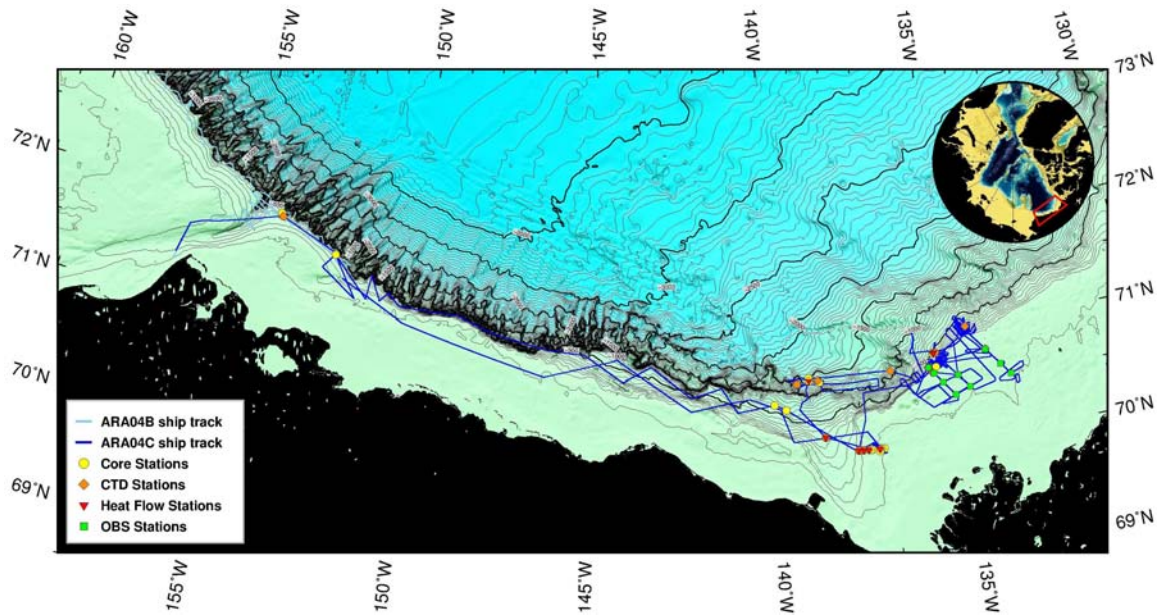 160°W 155°W 150°W 145°W 140°W 135°W 130°W
73°N
72°N
72°N
71°N
71°N
70°N
70°N
69°N
69°N
ARA04B ship track
ARA04C ship track
Core Stations
CTD Stations
Heat Flow Stations
OBS Stations
155°W 150°W 145°W 140°W 135°W